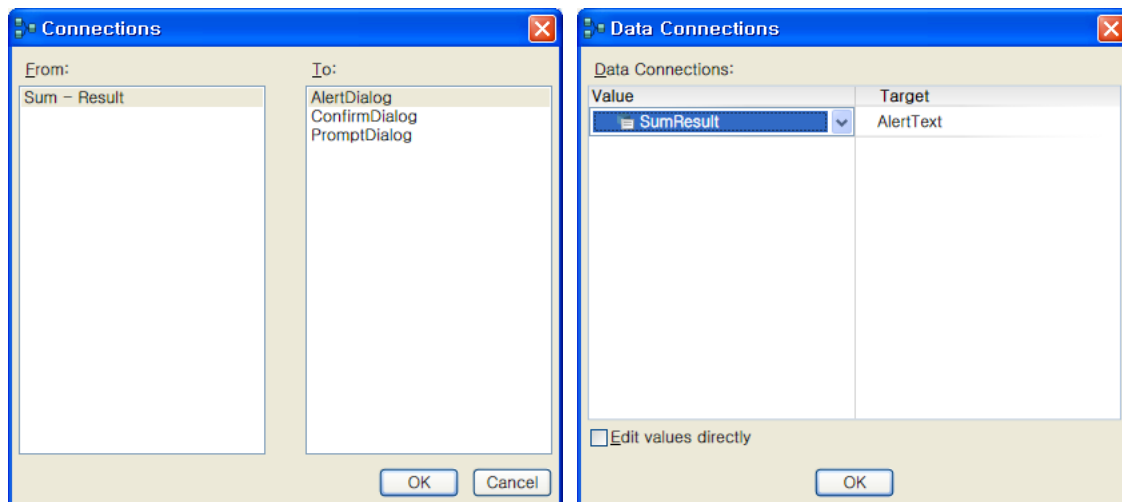 Connections
From:
To:
Sum - Result
AlertDialog
ConfirmDialog
PromptDialog
OK
Cancel
Data Connections
Data Connections:
Value
Target
SumResult
AlertText
Edit values directly
OK